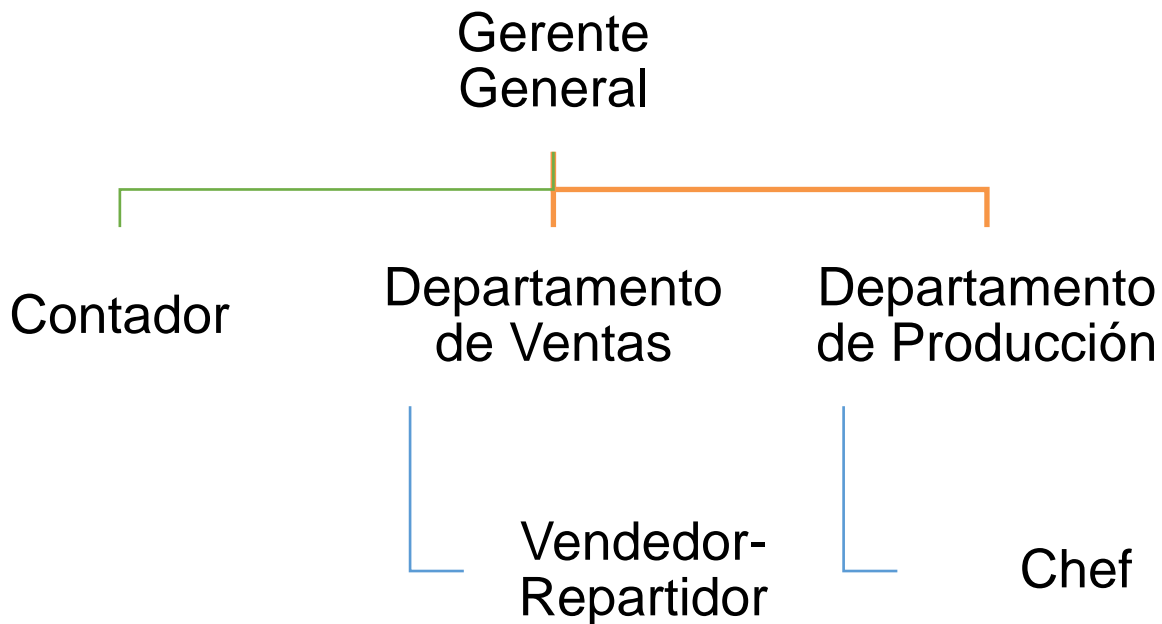 Gerente
General
Contador
Departamento
de Ventas
Departamento
de Producción
Vendedor-
Repartidor
Chef